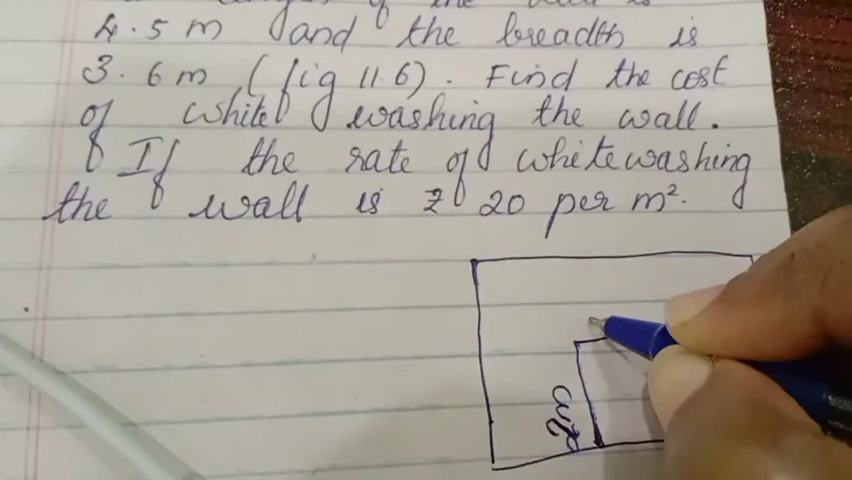 4.5 m and the breadth is
3.6 m (fig 11.6). Find the cost
of white washing the wall.
If the rate of whitewashing
the wall is ₹ 20 per m².